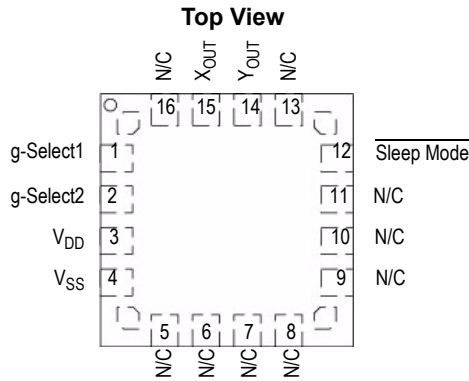 Top View
N/C
XOUT
YOUT
N/C
16 15 14 13
g-Select1 1
g-Select2 2
VDD 3
VSS 4
12 Sleep Mode
11 N/C
10 N/C
9 N/C
5 6 7 8
N/C
N/C
N/C
N/C